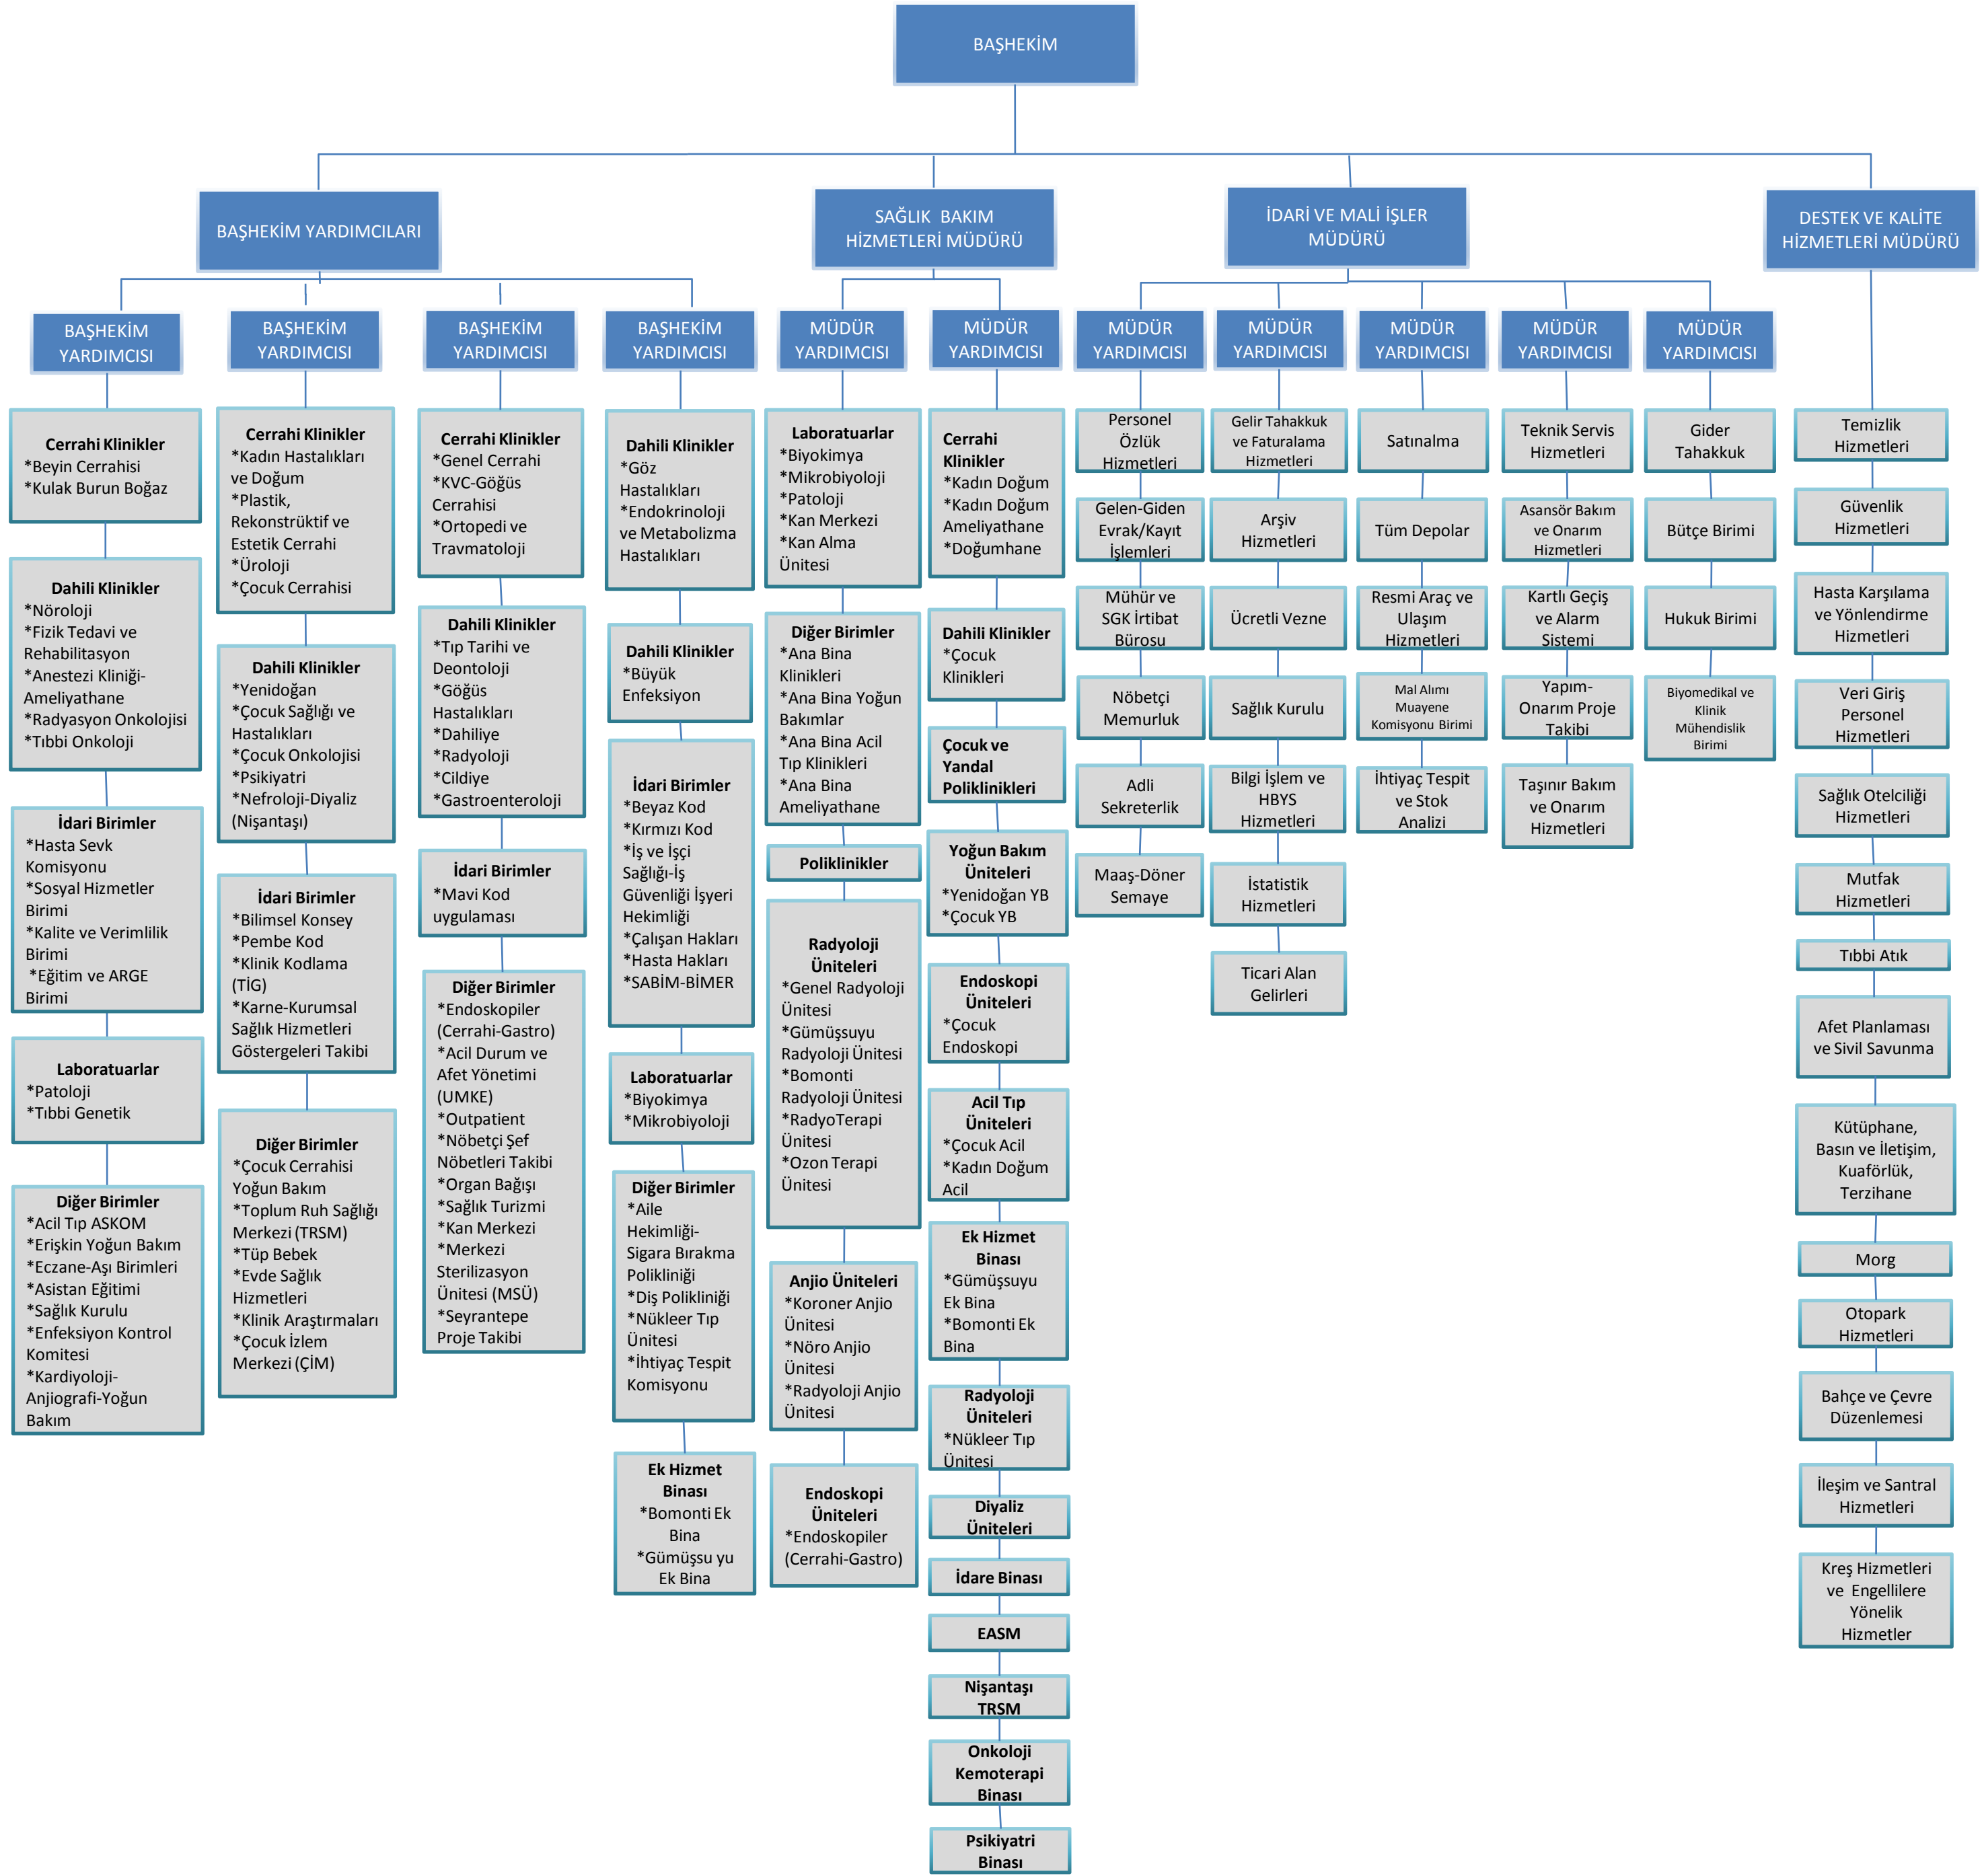 BAŞHEKİM
BAŞHEKİM YARDIMCILARI
SAĞLIK BAKIM
HİZMETLERİ MÜDÜRÜ
İDARİ VE MALİ İŞLER
MÜDÜRÜ
DESTEK VE KALİTE
HİZMETLERİ MÜDÜRÜ
BAŞHEKİM
YARDIMCISI
Cerrahi Klinikler
*Beyin Cerrahisi
*Kulak Burun Boğaz
Dahili Klinikler
*Nöroloji
*Fizik Tedavi ve
Rehabilitasyon
*Anestezi Kliniği-
Ameliyathane
*Radyasyon Onkolojisi
*Tıbbi Onkoloji
İdari Birimler
*Hasta Sevk
Komisyonu
*Sosyal Hizmetler
Birimi
*Kalite ve Verimlilik
Birimi
*Eğitim ve ARGE
Birimi
Laboratuarlar
*Patoloji
*Tıbbi Genetik
Diğer Birimler
*Acil Tıp ASKOM
*Erişkin Yoğun Bakım
*Eczane-Aşı Birimleri
*Asistan Eğitimi
*Sağlık Kurulu
*Enfeksiyon Kontrol
Komitesi
*Kardiyoloji-
Anjiografi-Yoğun
Bakım
BAŞHEKİM
YARDIMCISI
Cerrahi Klinikler
*Kadın Hastalıkları
ve Doğum
*Plastik,
Rekonstrüktif ve
Estetik Cerrahi
*Üroloji
*Çocuk Cerrahisi
Dahili Klinikler
*Yenidoğan
*Çocuk Sağlığı ve
Hastalıkları
*Çocuk Onkolojisi
*Psikiyatri
*Nefroloji-Diyaliz
(Nişantaşı)
İdari Birimler
*Bilimsel Konsey
*Pembe Kod
*Klinik Kodlama
(TİG)
*Karne-Kurumsal
Sağlık Hizmetleri
Göstergeleri Takibi
Diğer Birimler
*Çocuk Cerrahisi
Yoğun Bakım
*Toplum Ruh Sağlığı
Merkezi (TRSM)
*Tüp Bebek
*Evde Sağlık
Hizmetleri
*Klinik Araştırmaları
*Çocuk İzlem
Merkezi (ÇİM)
BAŞHEKİM
YARDIMCISI
Cerrahi Klinikler
*Genel Cerrahi
*KVC-Göğüs
Cerrahisi
*Ortopedi ve
Travmatoloji
Dahili Klinikler
*Tıp Tarihi ve
Deontoloji
*Göğüs
Hastalıkları
*Dahiliye
*Radyoloji
*Cildiye
*Gastroenteroloji
İdari Birimler
*Mavi Kod
uygulaması
Diğer Birimler
*Endoskopiler
(Cerrahi-Gastro)
*Acil Durum ve
Afet Yönetimi
(UMKE)
*Outpatient
*Nöbetçi Şef
Nöbetleri Takibi
*Organ Bağışı
*Sağlık Turizmi
*Kan Merkezi
*Merkezi
Sterilizasyon
Ünitesi (MSÜ)
*Seyrantepe
Proje Takibi
BAŞHEKİM
YARDIMCISI
Dahili Klinikler
*Göz
Hastalıkları
*Endokrinoloji
ve Metabolizma
Hastalıkları
Dahili Klinikler
*Büyük
Enfeksiyon
İdari Birimler
*Beyaz Kod
*Kırmızı Kod
*İş ve İşçi
Sağlığı-İş
Güvenliği İşyeri
Hekimliği
*Çalışan Hakları
*Hasta Hakları
*SABİM-BİMER
Laboratuarlar
*Biyokimya
*Mikrobiyoloji
Diğer Birimler
*Aile
Hekimliği-
Sigara Bırakma
Polikliniği
*Diş Polikliniği
*Nükleer Tıp
Ünitesi
*İhtiyaç Tespit
Komisyonu
Ek Hizmet
Binası
*Bomonti Ek
Bina
*Gümüşsu yu
Ek Bina
MÜDÜR
YARDIMCISI
Laboratuarlar
*Biyokimya
*Mikrobiyoloji
*Patoloji
*Kan Merkezi
*Kan Alma
Ünitesi
Diğer Birimler
*Ana Bina
Klinikleri
*Ana Bina Yoğun
Bakımlar
*Ana Bina Acil
Tıp Klinikleri
*Ana Bina
Ameliyathane
Poliklinikler
Radyoloji
Üniteleri
*Genel Radyoloji
Ünitesi
*Gümüşsuyu
Radyoloji Ünitesi
*Bomonti
Radyoloji Ünitesi
*RadyoTerapi
Ünitesi
*Ozon Terapi
Ünitesi
Anjio Üniteleri
*Koroner Anjio
Ünitesi
*Nöro Anjio
Ünitesi
*Radyoloji Anjio
Ünitesi
Endoskopi
Üniteleri
*Endoskopiler
(Cerrahi-Gastro)
MÜDÜR
YARDIMCISI
Cerrahi
Klinikler
*Kadın Doğum
*Kadın Doğum
Ameliyathane
*Doğumhane
Dahili Klinikler
*Çocuk
Klinikleri
Çocuk ve
Yandal
Poliklinikleri
Yoğun Bakım
Üniteleri
*Yenidoğan YB
*Çocuk YB
Endoskopi
Üniteleri
*Çocuk
Endoskopi
Acil Tıp
Üniteleri
*Çocuk Acil
*Kadın Doğum
Acil
Ek Hizmet
Binası
*Gümüşsuyu
Ek Bina
*Bomonti Ek
Bina
Radyoloji
Üniteleri
*Nükleer Tıp
Ünitesi
Diyaliz
Üniteleri
İdare Binası
EASM
Nişantaşı
TRSM
Onkoloji
Kemoterapi
Binası
Psikiyatri
Binası
MÜDÜR
YARDIMCISI
Personel
Özlük
Hizmetleri
Gelen-Giden
Evrak/Kayıt
İşlemleri
Mühür ve
SGK İrtibat
Bürosu
Nöbetçi
Memurluk
Adli
Sekreterlik
Maaş-Döner
Semaye
MÜDÜR
YARDIMCISI
Gelir Tahakkuk
ve Faturalama
Hizmetleri
Arşiv
Hizmetleri
Ücretli Vezne
Sağlık Kurulu
Bilgi İşlem ve
HBYS
Hizmetleri
İstatistik
Hizmetleri
Ticari Alan
Gelirleri
MÜDÜR
YARDIMCISI
Satınalma
Tüm Depolar
Resmi Araç ve
Ulaşım
Hizmetleri
Mal Alımı
Muayene
Komisyonu Birimi
İhtiyaç Tespit
ve Stok
Analizi
MÜDÜR
YARDIMCISI
Teknik Servis
Hizmetleri
Asansör Bakım
ve Onarım
Hizmetleri
Kartlı Geçiş
ve Alarm
Sistemi
Yapım-
Onarım Proje
Takibi
Taşınır Bakım
ve Onarım
Hizmetleri
MÜDÜR
YARDIMCISI
Gider
Tahakkuk
Bütçe Birimi
Hukuk Birimi
Biyomedikal ve
Klinik
Mühendislik
Birimi
Temizlik
Hizmetleri
Güvenlik
Hizmetleri
Hasta Karşılama
ve Yönlendirme
Hizmetleri
Veri Giriş
Personel
Hizmetleri
Sağlık Otelciliği
Hizmetleri
Mutfak
Hizmetleri
Tıbbi Atık
Afet Planlaması
ve Sivil Savunma
Kütüphane,
Basın ve İletişim,
Kuaförlük,
Terzihane
Morg
Otopark
Hizmetleri
Bahçe ve Çevre
Düzenlemesi
İleşim ve Santral
Hizmetleri
Kreş Hizmetleri
ve Engellilere
Yönelik
Hizmetler